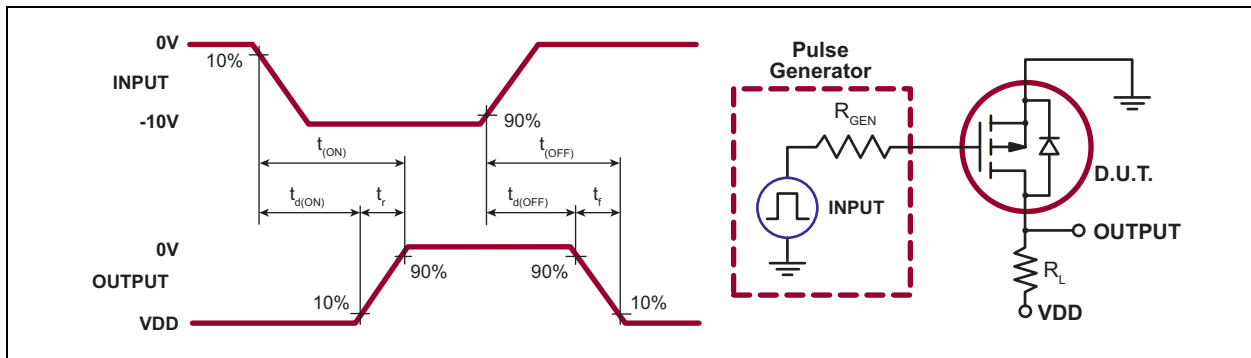 0V
10%
INPUT
-10V
90%
t(ON)
t(OFF)
td(ON)
tr
td(OFF)
tf
0V
OUTPUT
90%
90%
10%
10%
VDD
Pulse
Generator
RGEN
INPUT
D.U.T.
OUTPUT
RL
VDD